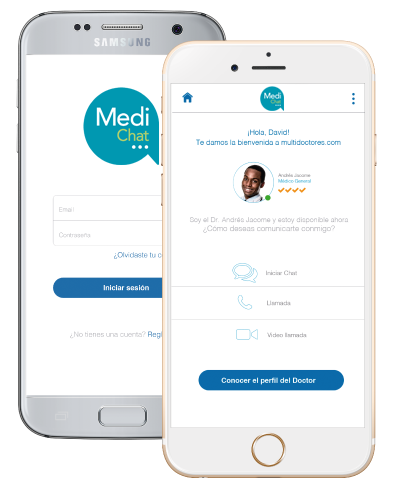 SAMSUNG
Medi
Chat
Email
Contraseña
¿Olvidaste tu c
Iniciar sesión
¿No tienes una cuenta? Regi
Medi
Chat
¡Hola, David!
Te damos la bienvenida a multidoctores.com
Andrés Jacome
Médico General
Soy el Dr. Andrés Jacome y estoy disponible ahora
¿Cómo deseas comunicarte conmigo?
Iniciar Chat
Llamada
Video llamada
Conocer el perfil del Doctor